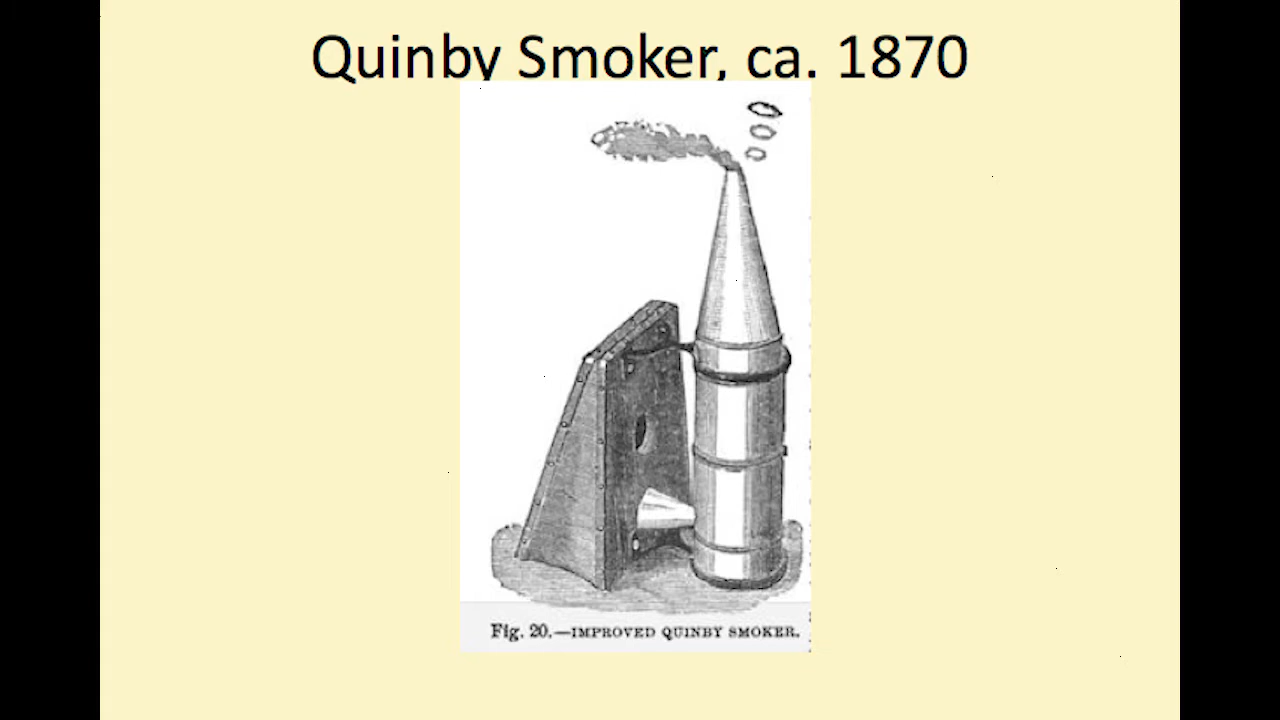 Quinby Smoker, ca. 1870
Fig. 20.—IMPROVED QUINBY SMOKER.